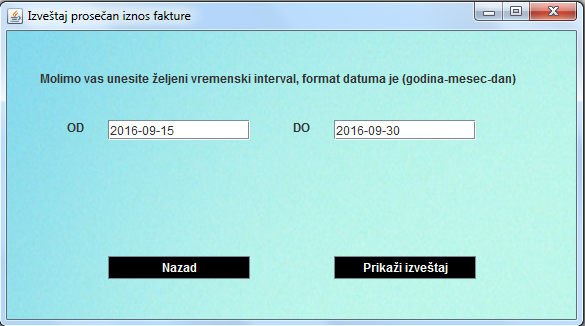 Izveštaj prosečan iznos fakture
Molimo vas unesite željeni vremenski interval, format datuma je (godina-mesec-dan)
OD 2016-09-15 DO 2016-09-30
Nazad Prikaži izveštaj